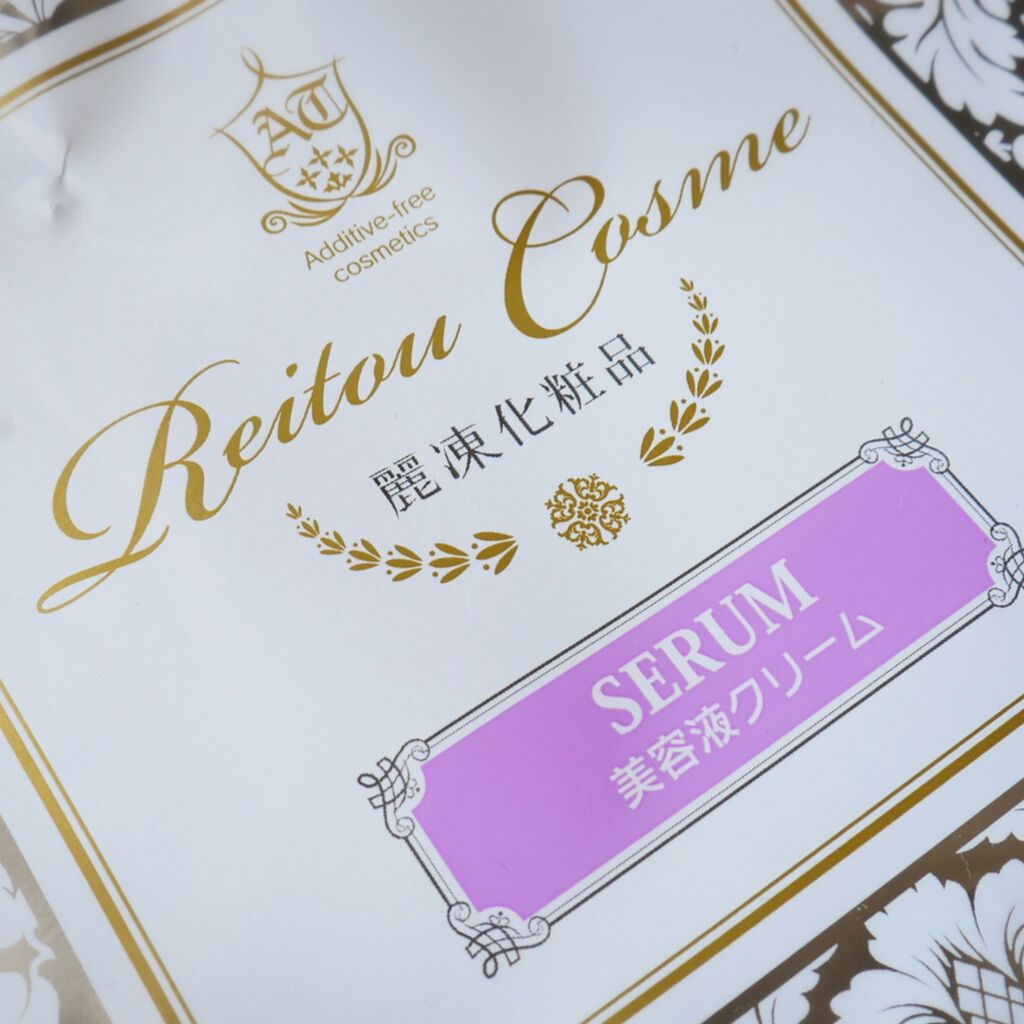 AT
Additive-free
cosmetics
Reitou Cosme
麗凍化粧品
SERUM
美容液クリーム